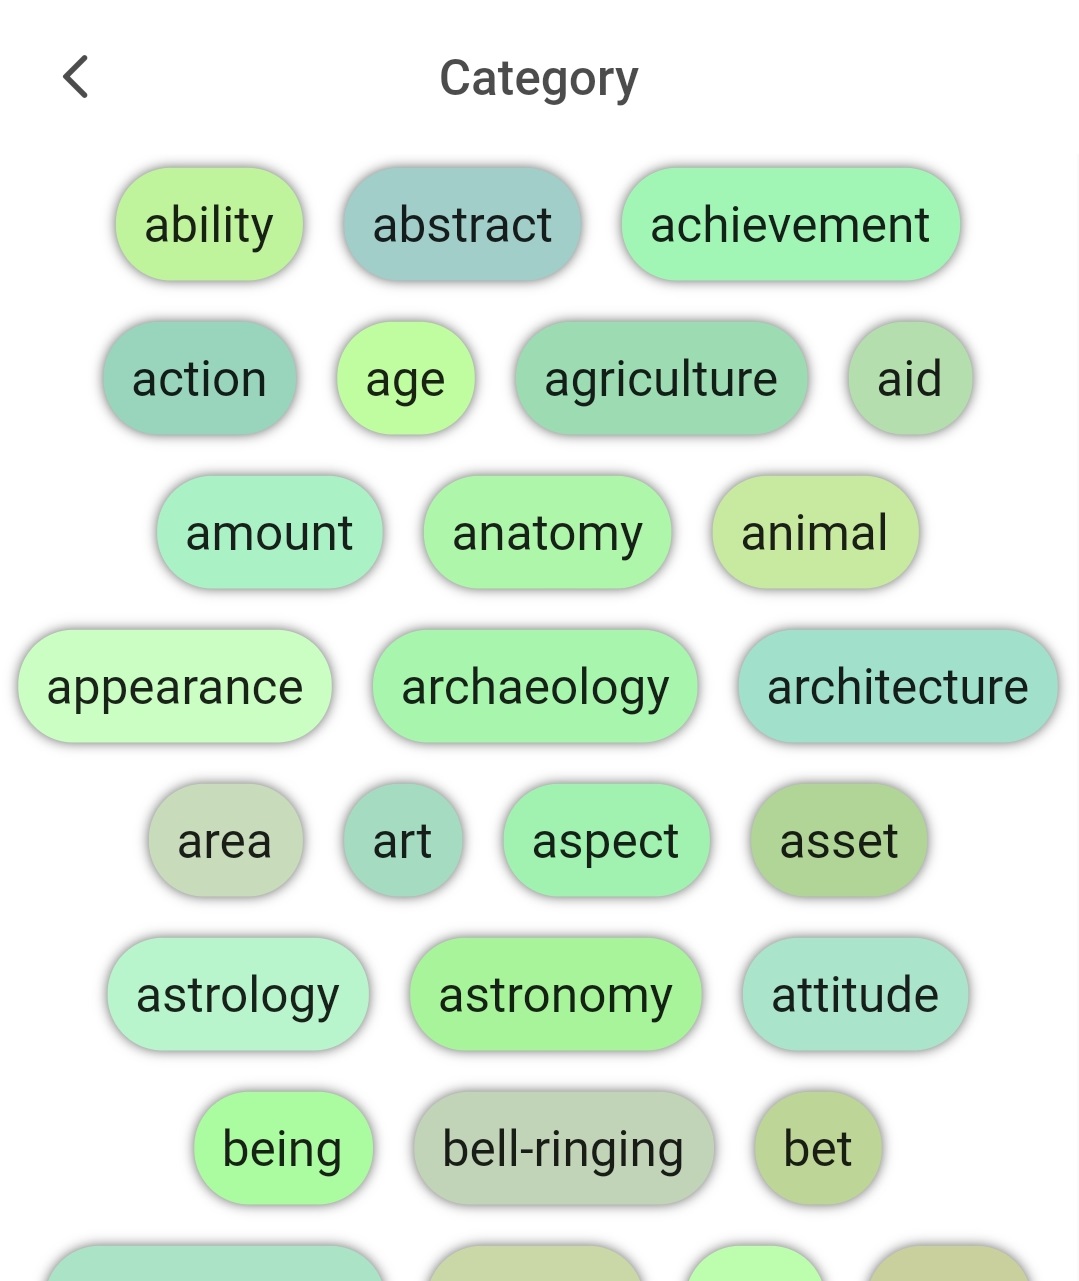 Category
ability abstract achievement
action age agriculture aid
amount anatomy animal
appearance archaeology architecture
area art aspect asset
astrology astronomy attitude
being bell-ringing bet